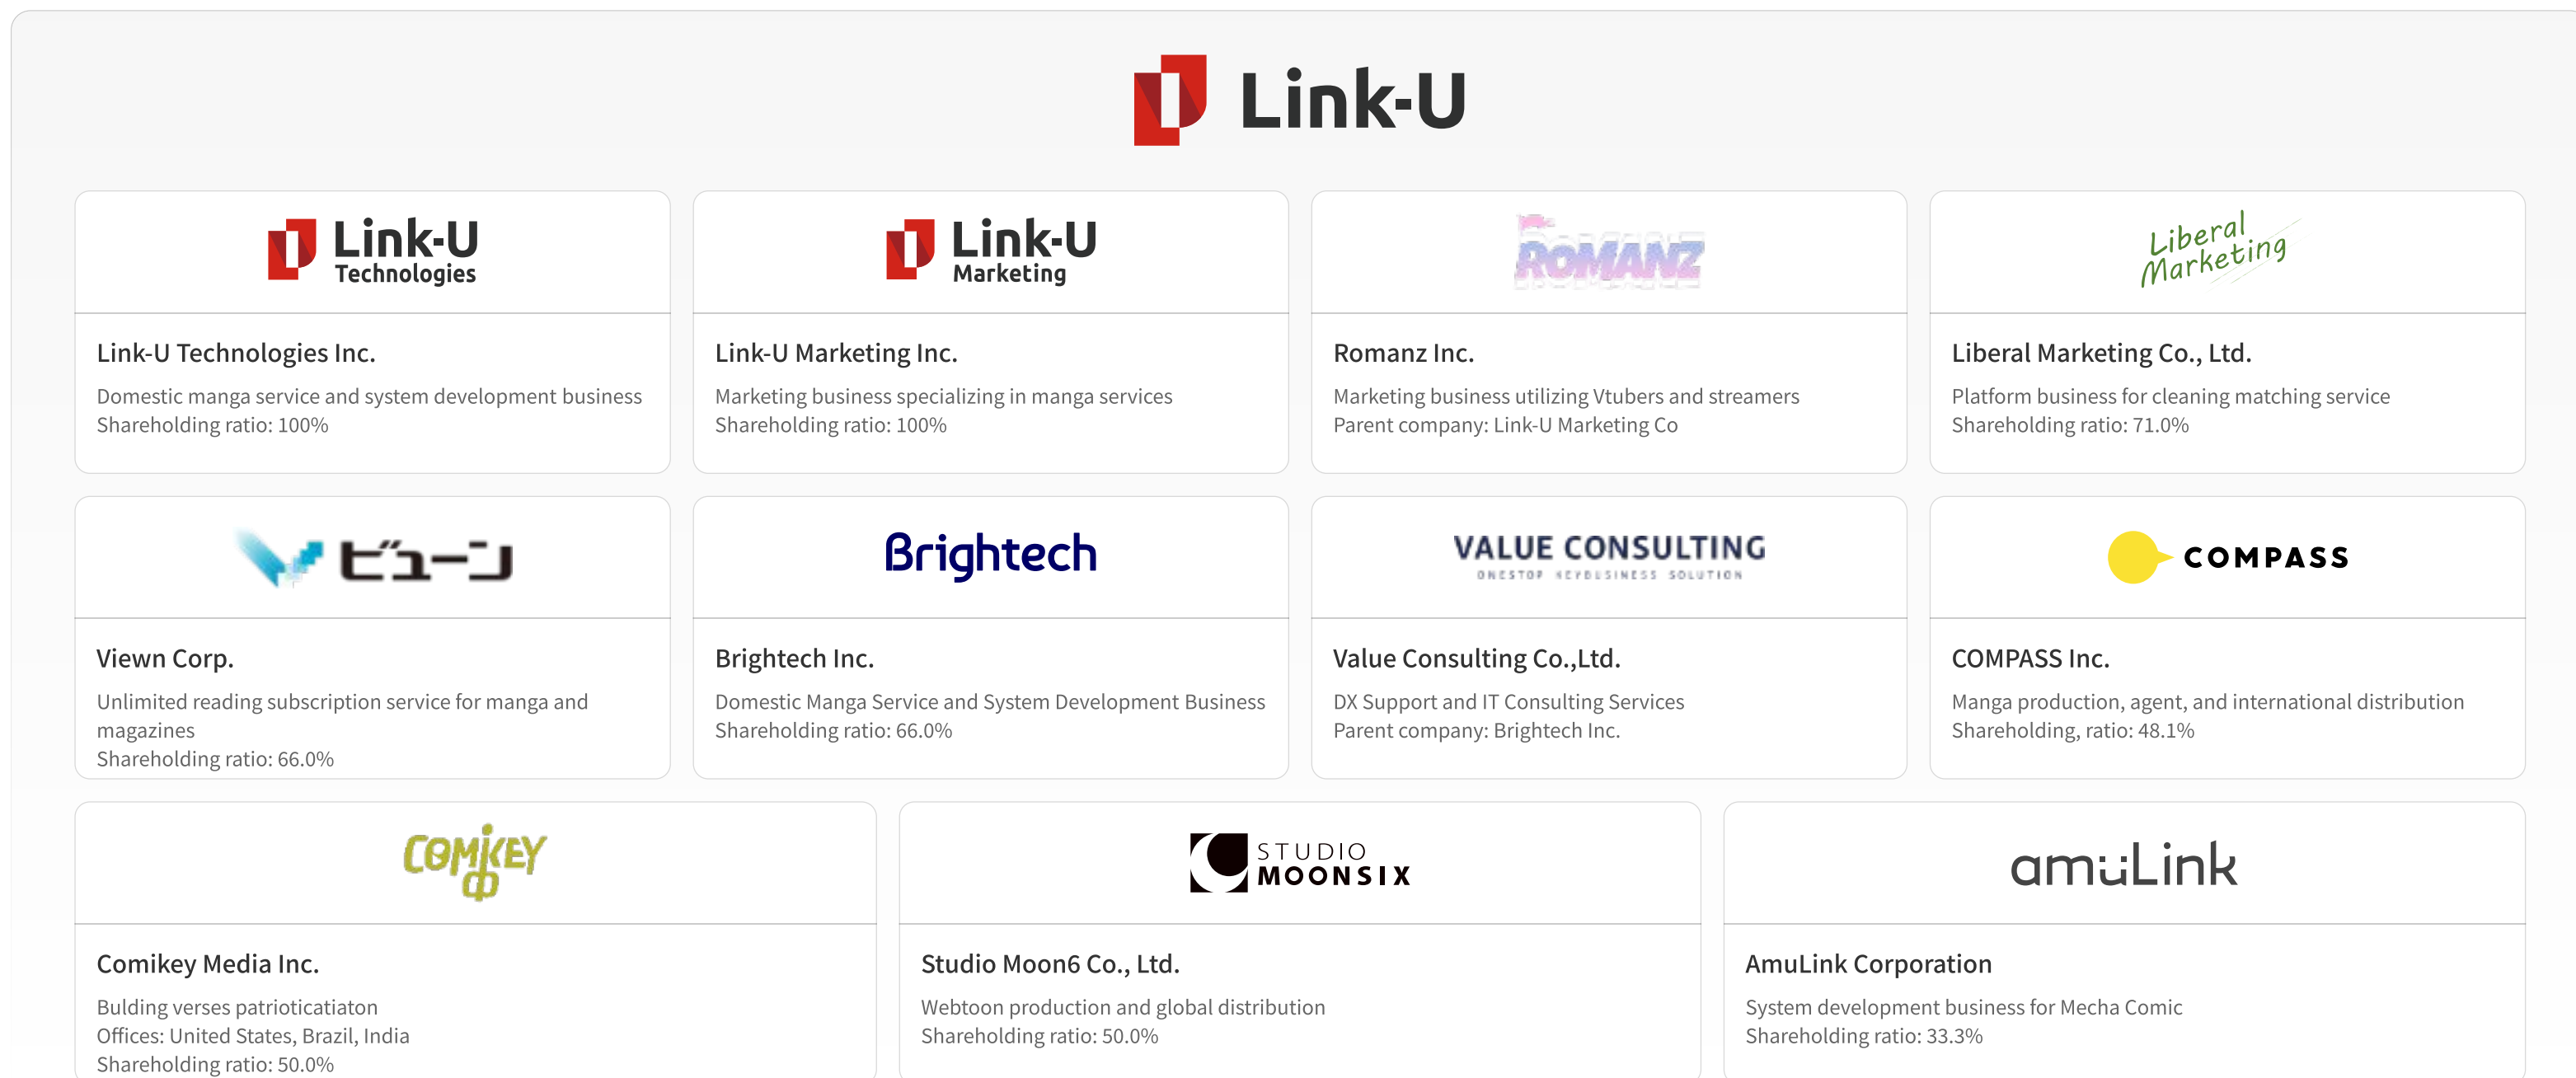 Link-U
Link-U
Technologies
Link-U Technologies Inc.
Domestic manga service and system development business
Shareholding ratio: 100%
Link-U
Marketing
Link-U Marketing Inc.
Marketing business specializing in manga services
Shareholding ratio: 100%
ROMANZ
Romanz Inc.
Marketing business utilizing Vtubers and streamers
Parent company: Link-U Marketing Co
Liberal
Marketing
Liberal Marketing Co., Ltd.
Platform business for cleaning matching service
Shareholding ratio: 71.0%
ビューン
Viewn Corp.
Unlimited reading subscription service for manga and
magazines
Shareholding ratio: 66.0%
Brightech
Brightech Inc.
Domestic Manga Service and System Development Business
Shareholding ratio: 66.0%
VALUE CONSULTING
ONESTOP KEYBUSINESS SOLUTION
Value Consulting Co.,Ltd.
DX Support and IT Consulting Services
Parent company: Brightech Inc.
COMPASS
COMPASS Inc.
Manga production, agent, and international distribution
Shareholding, ratio: 48.1%
COMIKEY
Comikey Media Inc.
Bulding verses patrioticatiaton
Offices: United States, Brazil, India
Shareholding ratio: 50.0%
STUDIO
MOONSIX
Studio Moon6 Co., Ltd.
Webtoon production and global distribution
Shareholding ratio: 50.0%
amuLink
AmuLink Corporation
System development business for Mecha Comic
Shareholding ratio: 33.3%